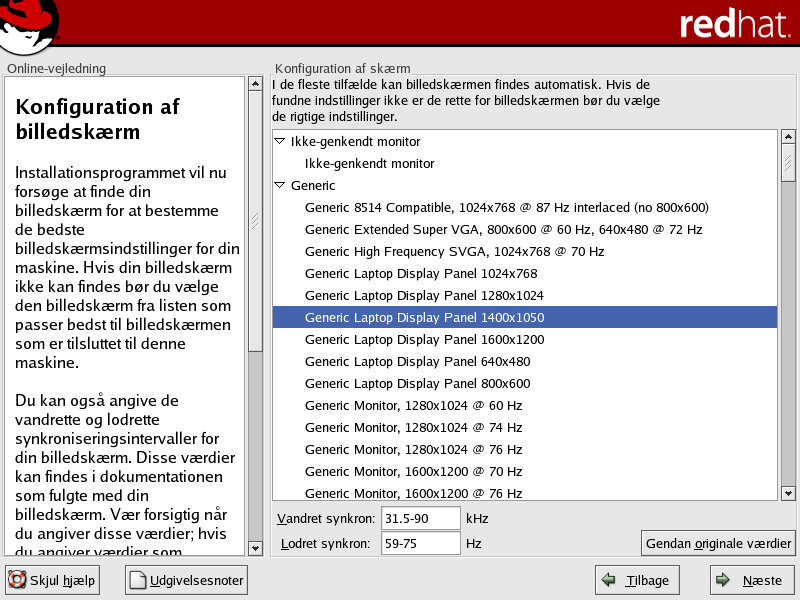 redhat.
Online-vejledning
Konfiguration af
billedskærm
Installationsprogrammet vil nu
forsøge at finde din
billedskærm for at bestemme
de bedste
billedskærmsindstillinger for din
maskine. Hvis din billedskærm
ikke kan findes bør du vælge
den billedskærm fra listen som
passer bedst til billedskærmen
som er tilsluttet til denne
maskine.
Du kan også angive de
vandrette og lodrette
synkroniseringsintervaller for
din billedskærm. Disse værdier
kan findes i dokumentationen
som fulgte med din
billedskærm. Vær forsigtig når
du angiver disse værdier; hvis
du angiver værdier som
Konfiguration af skærm
I de fleste tilfælde kan billedskærmen findes automatisk. Hvis de
fundne indstillinger ikke er de rette for billedskærmen bør du vælge
de rigtige indstillinger.
Ikke-genkendt monitor
Ikke-genkendt monitor
Generic
Generic 8514 Compatible, 1024x768 @ 87 Hz interlaced (no 800x600)
Generic Extended Super VGA, 800x600 @ 60 Hz, 640x480 @ 72 Hz
Generic High Frequency SVGA, 1024x768 @ 70 Hz
Generic Laptop Display Panel 1024x768
Generic Laptop Display Panel 1280x1024
Generic Laptop Display Panel 1400x1050
Generic Laptop Display Panel 1600x1200
Generic Laptop Display Panel 640x480
Generic Laptop Display Panel 800x600
Generic Monitor, 1280x1024 @ 60 Hz
Generic Monitor, 1280x1024 @ 74 Hz
Generic Monitor, 1280x1024 @ 76 Hz
Generic Monitor, 1600x1200 @ 70 Hz
Generic Monitor, 1600x1200 @ 76 Hz
Vandret synkron: 31.5-90 kHz
Lodret synkron: 59-75 Hz
Gendan originale værdier
Skjul hjælp
Udgivelsesnoter
Tilbage
Næste